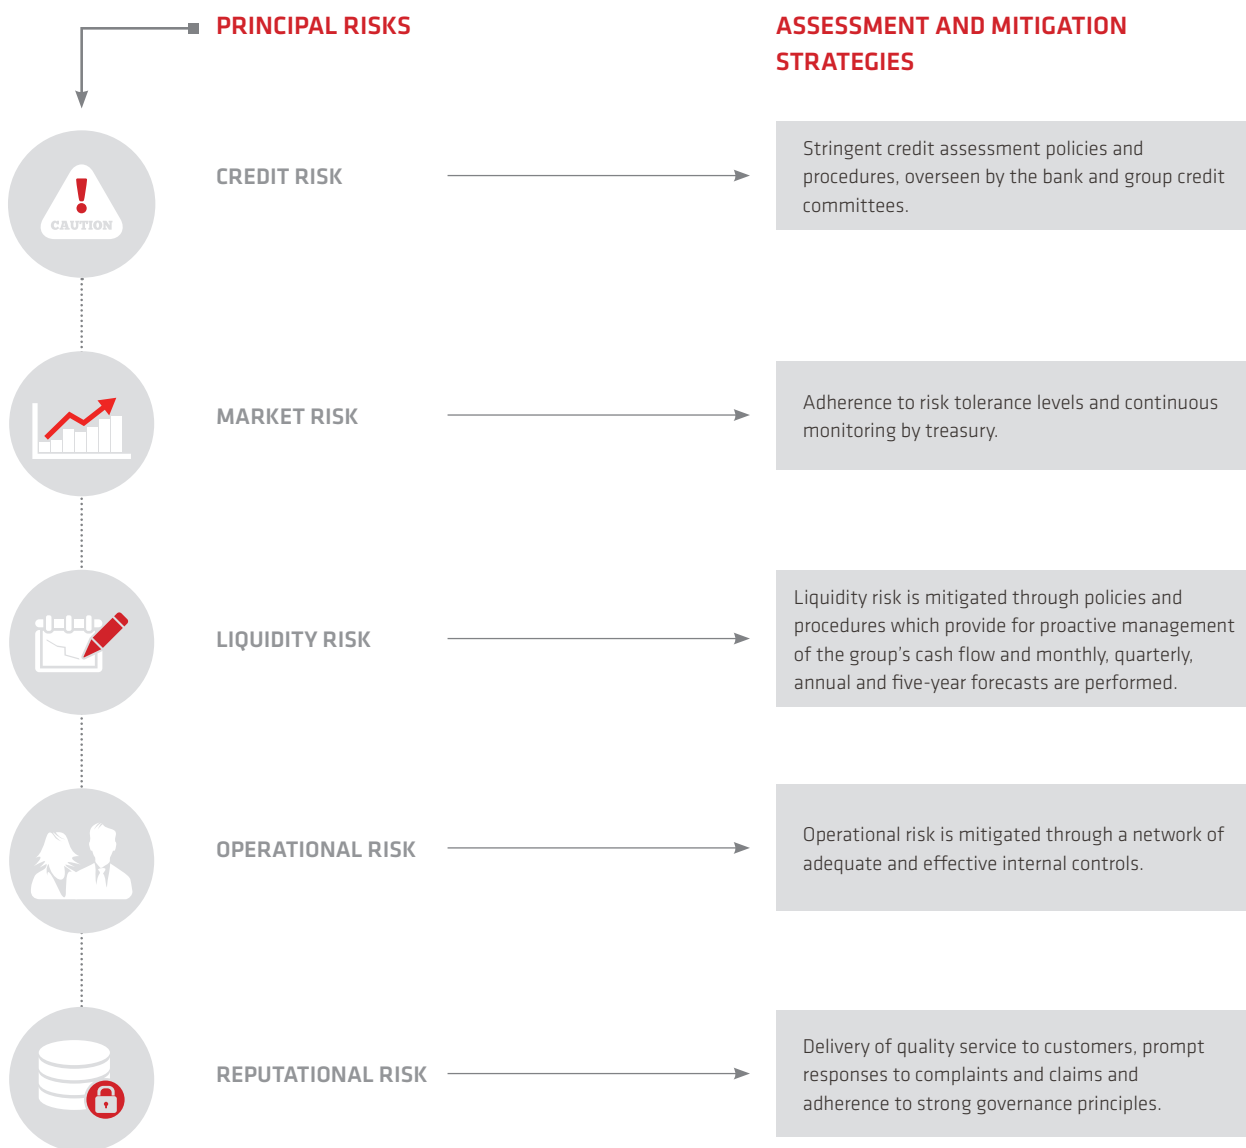 PRINCIPAL RISKS
ASSESSMENT AND MITIGATION
STRATEGIES
CAUTION
CREDIT RISK
Stringent credit assessment policies and
procedures, overseen by the bank and group credit
committees.
MARKET RISK
Adherence to risk tolerance levels and continuous
monitoring by treasury.
LIQUIDITY RISK
Liquidity risk is mitigated through policies and
procedures which provide for proactive management
of the group’s cash flow and monthly, quarterly,
annual and five-year forecasts are performed.
OPERATIONAL RISK
Operational risk is mitigated through a network of
adequate and effective internal controls.
REPUTATIONAL RISK
Delivery of quality service to customers, prompt
responses to complaints and claims and
adherence to strong governance principles.